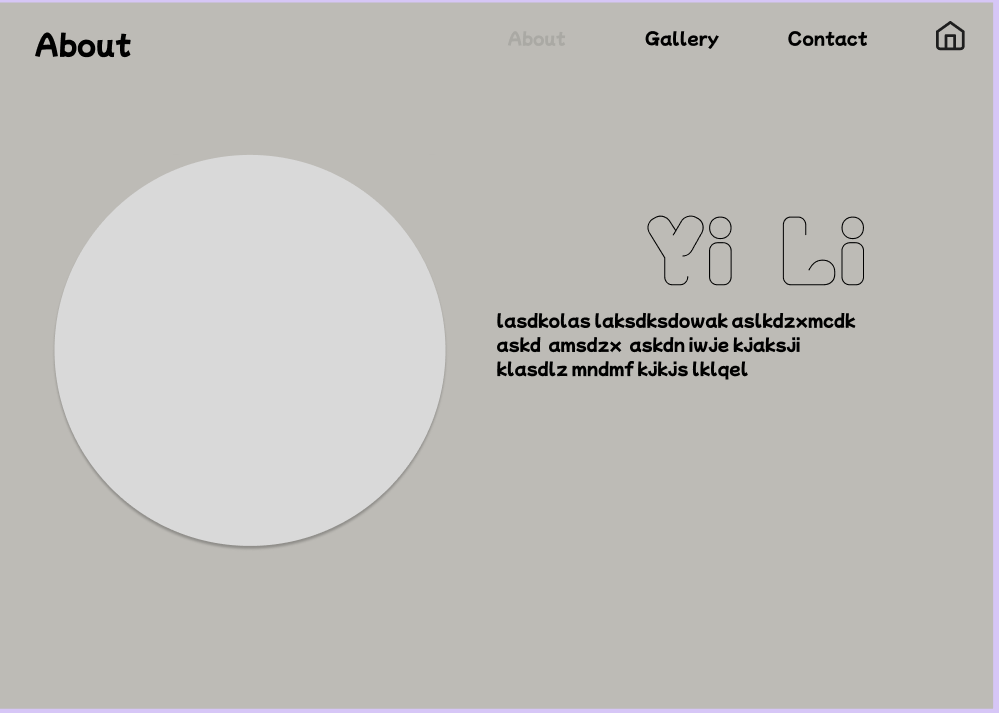 About
About Gallery Contact
Yi Li
lasdkolas laksdksdowak aslkdzxmcdk
askd amsdzx askdn iwJe kJaksJi
klasdlz mndmf kJkJs lklqel